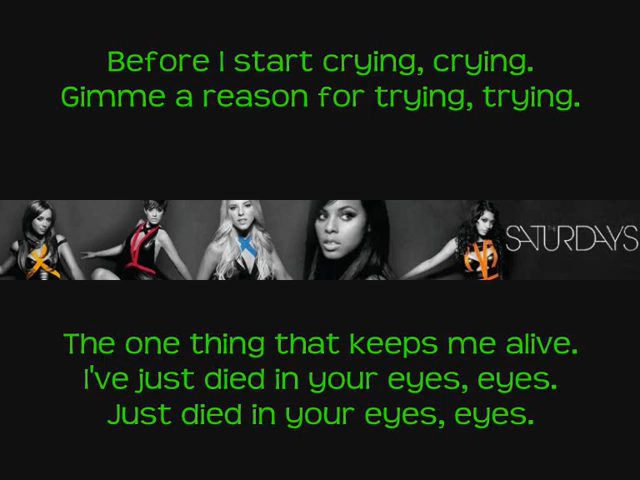 Before I start crying, crying.
Gimme a reason for trying, trying.
THE SATURDAYS
The one thing that keeps me alive.
I've just died in your eyes, eyes.
Just died in your eyes, eyes.